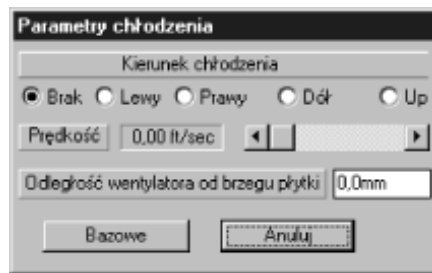 Parametry chłodzenia
Kierunek chłodzenia
Brak Lewy Prawy Dół Up
Prędkość 0,00 ft/sec
Odległość wentylatora od brzegu płytki 0,0mm
Bazowe Anuluj